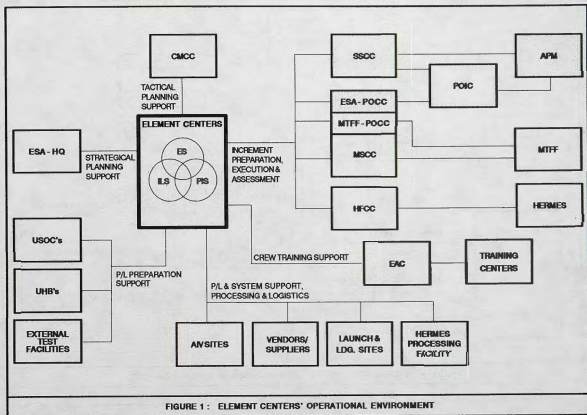 CMCC
TACTICAL
PLANNING
SUPPORT
ESA - HQ
STRATEGICAL
PLANNING
SUPPORT
ELEMENT CENTERS
ES
ILS
PIS
INCREMENT
PREPARATION,
EXECUTION &
ASSESSMENT
SSCC
APM
POIC
ESA - POCC
MTFF - POCC
MSCC
MTFF
HFCC
HERMES
USOC's
UHB's
EXTERNAL
TEST
FACILITIES
P/L PREPARATION
SUPPORT
CREW TRAINING SUPPORT
EAC
TRAINING
CENTERS
P/L & SYSTEM SUPPORT,
PROCESSING & LOGISTICS
AIV SITES
VENDORS/
SUPPLIERS
LAUNCH &
LDG. SITES
HERMES
PROCESSING
FACILITY
FIGURE 1 : ELEMENT CENTERS' OPERATIONAL ENVIRONMENT